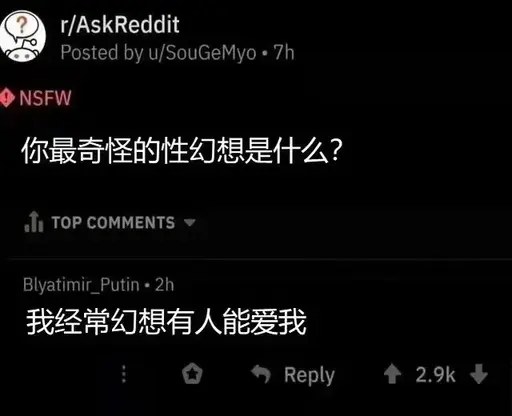 r/AskReddit
Posted by u/SouGeMyo • 7h
NSFW
你最奇怪的性幻想是什么?
TOP COMMENTS
Blyatimir_Putin • 2h
我经常幻想有人能爱我
Reply 2.9k